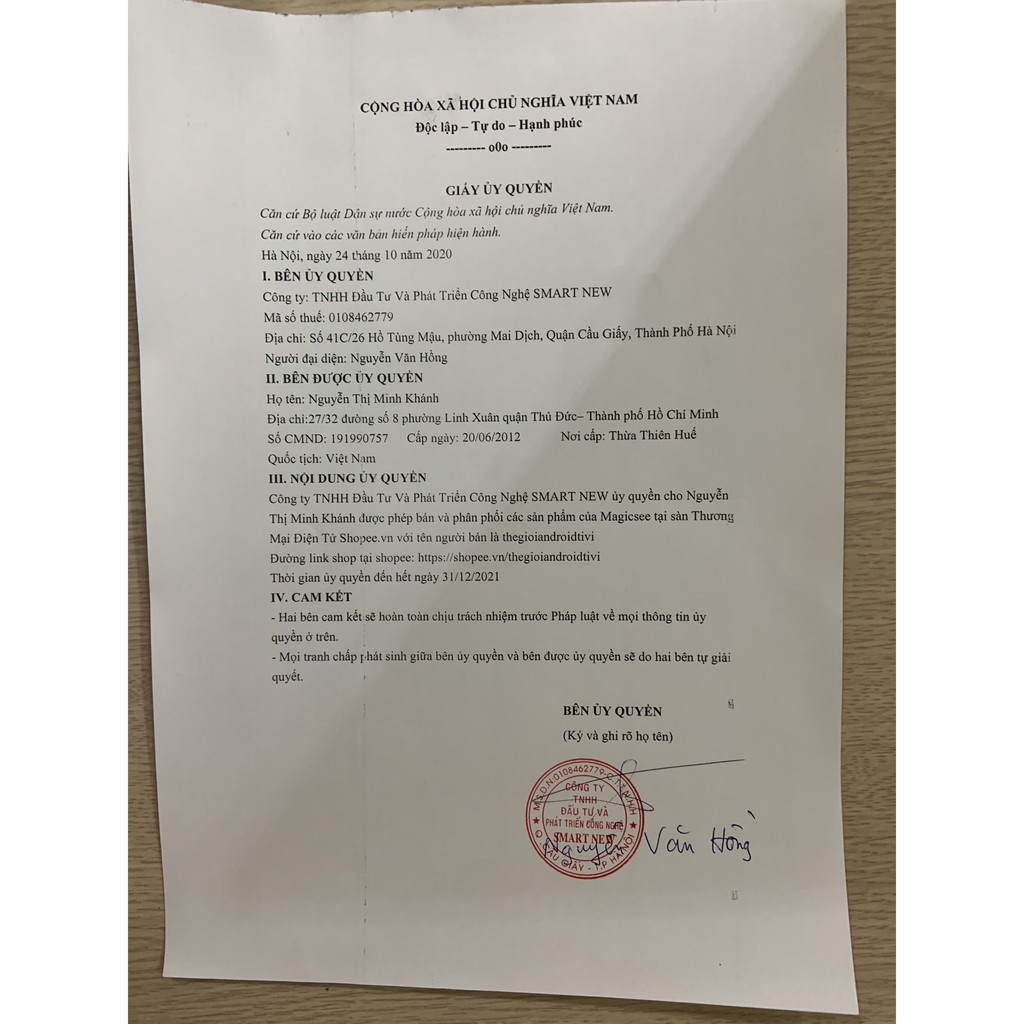 CỘNG HÒA XÃ HỘI CHỦ NGHĨA VIỆT NAM
Độc lập – Tự do – Hạnh phúc
--------- o0o ---------
GIẤY ỦY QUYỀN
Căn cứ Bộ luật Dân sự nước Cộng hòa xã hội chủ nghĩa Việt Nam.
Căn cứ vào các văn bản hiến pháp hiện hành.
Hà Nội, ngày 24 tháng 10 năm 2020
I. BÊN ỦY QUYỀN
Công ty: TNHH Đầu Tư Và Phát Triển Công Nghệ SMART NEW
Mã số thuế: 0108462779
Địa chỉ: Số 41C/26 Hồ Tùng Mậu, phường Mai Dịch, Quận Cầu Giấy, Thành Phố Hà Nội
Người đại diện: Nguyễn Văn Hồng
II. BÊN ĐƯỢC ỦY QUYỀN
Họ tên: Nguyễn Thị Minh Khánh
Địa chỉ:27/32 đường số 8 phường Linh Xuân quận Thủ Đức– Thành phố Hồ Chí Minh
Số CMND: 191990757 Cấp ngày: 20/06/2012 Nơi cấp: Thừa Thiên Huế
Quốc tịch: Việt Nam
III. NỘI DUNG ỦY QUYỀN
Công ty TNHH Đầu Tư Và Phát Triển Công Nghệ SMART NEW ủy quyền cho Nguyễn
Thị Minh Khánh được phép bán và phân phối các sản phẩm của Magicsee tại sàn Thương
Mại Điện Tử Shopee.vn với tên người bán là thegioiandroidtivi
Đường link shop tại shopee: https://shopee.vn/thegioiandroidtivi
Thời gian ủy quyền đến hết ngày 31/12/2021
IV. CAM KẾT
- Hai bên cam kết sẽ hoàn toàn chịu trách nhiệm trước Pháp luật về mọi thông tin ủy
quyền ở trên.
- Mọi tranh chấp phát sinh giữa bên ủy quyền và bên được ủy quyền sẽ do hai bên tự giải
quyết.
BÊN ỦY QUYỀN
(Ký và ghi rõ họ tên)
M.S.D.N:0108462779-C.T.T.N.H.H
CÔNG TY
TNHH
ĐẦU TƯ VÀ
PHÁT TRIỂN CÔNG NGHỆ
SMART NEW
Q. CẦU GIẤY - T.P HÀ NỘI
Nguyễn Văn Hồng